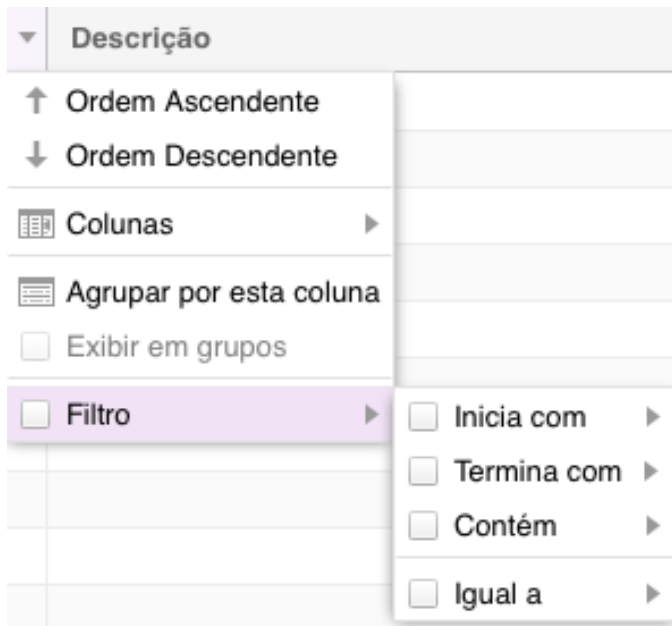 Descrição
Ordem Ascendente
Ordem Descendente
Colunas
Agrupar por esta coluna
Exibir em grupos
Filtro
Inicia com
Termina com
Contém
Igual a